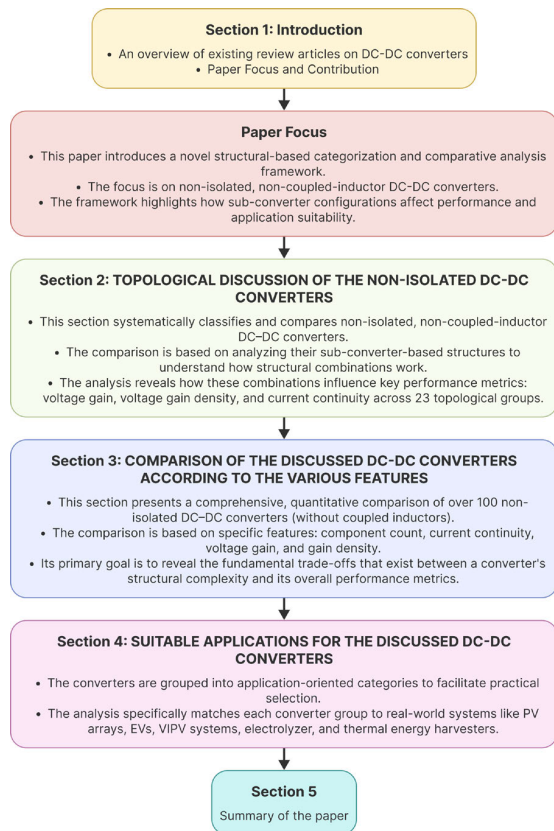 Section 1: Introduction
• An overview of existing review articles on DC-DC converters
• Paper Focus and Contribution
Paper Focus
• This paper introduces a novel structural-based categorization and comparative analysis
framework.
• The focus is on non-isolated, non-coupled-inductor DC-DC converters.
• The framework highlights how sub-converter configurations affect performance and
application suitability.
Section 2: TOPOLOGICAL DISCUSSION OF THE NON-ISOLATED DC-DC
CONVERTERS
• This section systematically classifies and compares non-isolated, non-coupled-inductor
DC–DC converters.
• The comparison is based on analyzing their sub-converter-based structures to
understand how structural combinations work.
• The analysis reveals how these combinations influence key performance metrics:
voltage gain, voltage gain density, and current continuity across 23 topological groups.
Section 3: COMPARISON OF THE DISCUSSED DC-DC CONVERTERS
ACCORDING TO THE VARIOUS FEATURES
• This section presents a comprehensive, quantitative comparison of over 100 non-
isolated DC–DC converters (without coupled inductors).
• The comparison is based on specific features: component count, current continuity,
voltage gain, and gain density.
• Its primary goal is to reveal the fundamental trade-offs that exist between a converter's
structural complexity and its overall performance metrics.
Section 4: SUITABLE APPLICATIONS FOR THE DISCUSSED DC-DC
CONVERTERS
• The converters are grouped into application-oriented categories to facilitate practical
selection.
• The analysis specifically matches each converter group to real-world systems like PV
arrays, EVs, VIPV systems, electrolyzer, and thermal energy harvesters.
Section 5
Summary of the paper